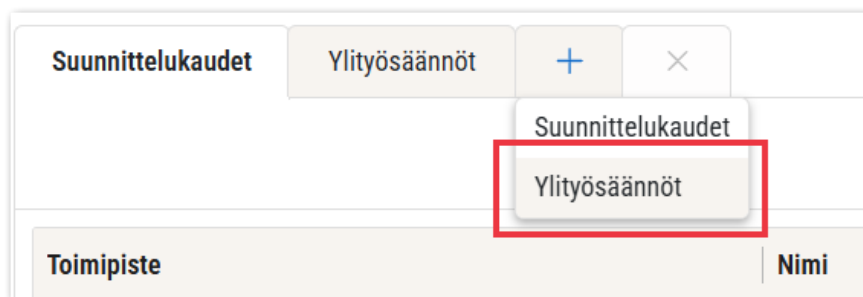 Suunnittelukaudet Ylityösäännöt
Suunnittelukaudet
Ylityösäännöt
Toimipiste Nimi